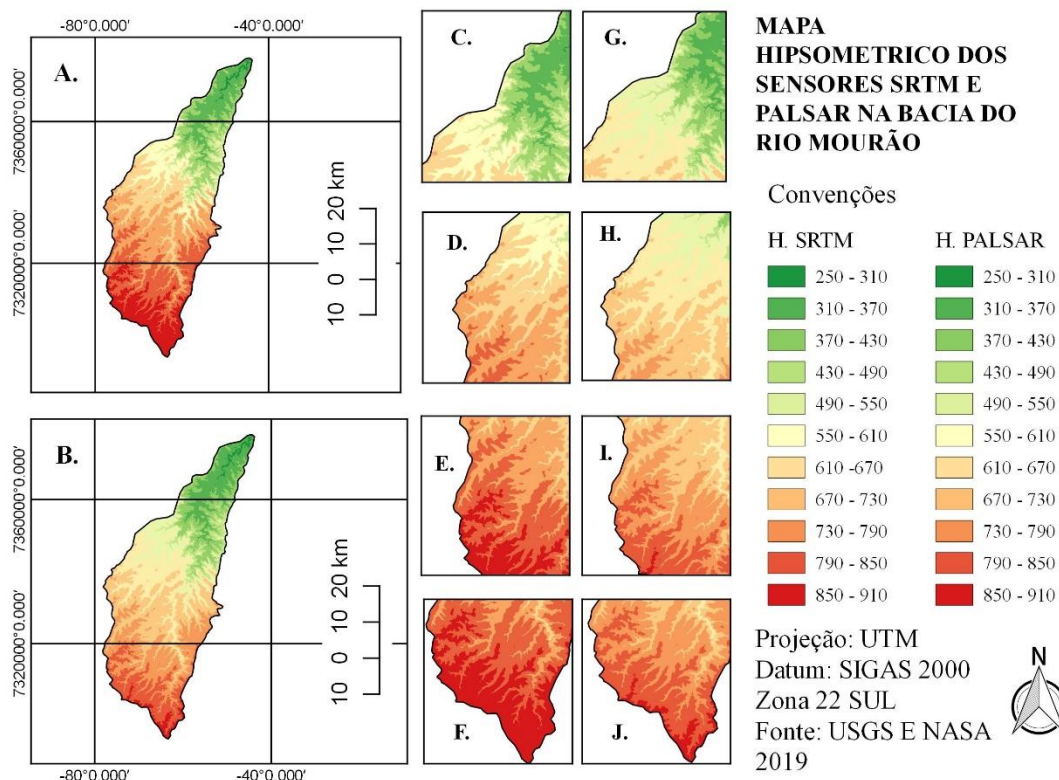 -80°0.000'
-40°0.000'
A.
7360000°0.000'
7320000°0.000'
10 0 10 20 km
B.
7360000°0.000'
7320000°0.000'
10 0 10 20 km
-80°0.000'
-40°0.000'
C.
G.
D.
H.
E.
I.
F.
J.
MAPA
HIPSOMETRICO DOS
SENSORES SRTM E
PALSAR NA BACIA DO
RIO MOURÃO
Convenções
H. SRTM
250 - 310
310 - 370
370 - 430
430 - 490
490 - 550
550 - 610
610 -670
670 - 730
730 - 790
790 - 850
850 - 910
H. PALSAR
250 - 310
310 - 370
370 - 430
430 - 490
490 - 550
550 - 610
610 - 670
670 - 730
730 - 790
790 - 850
850 - 910
Projeção: UTM
Datum: SIGAS 2000
Zona 22 SUL
Fonte: USGS E NASA
2019
N